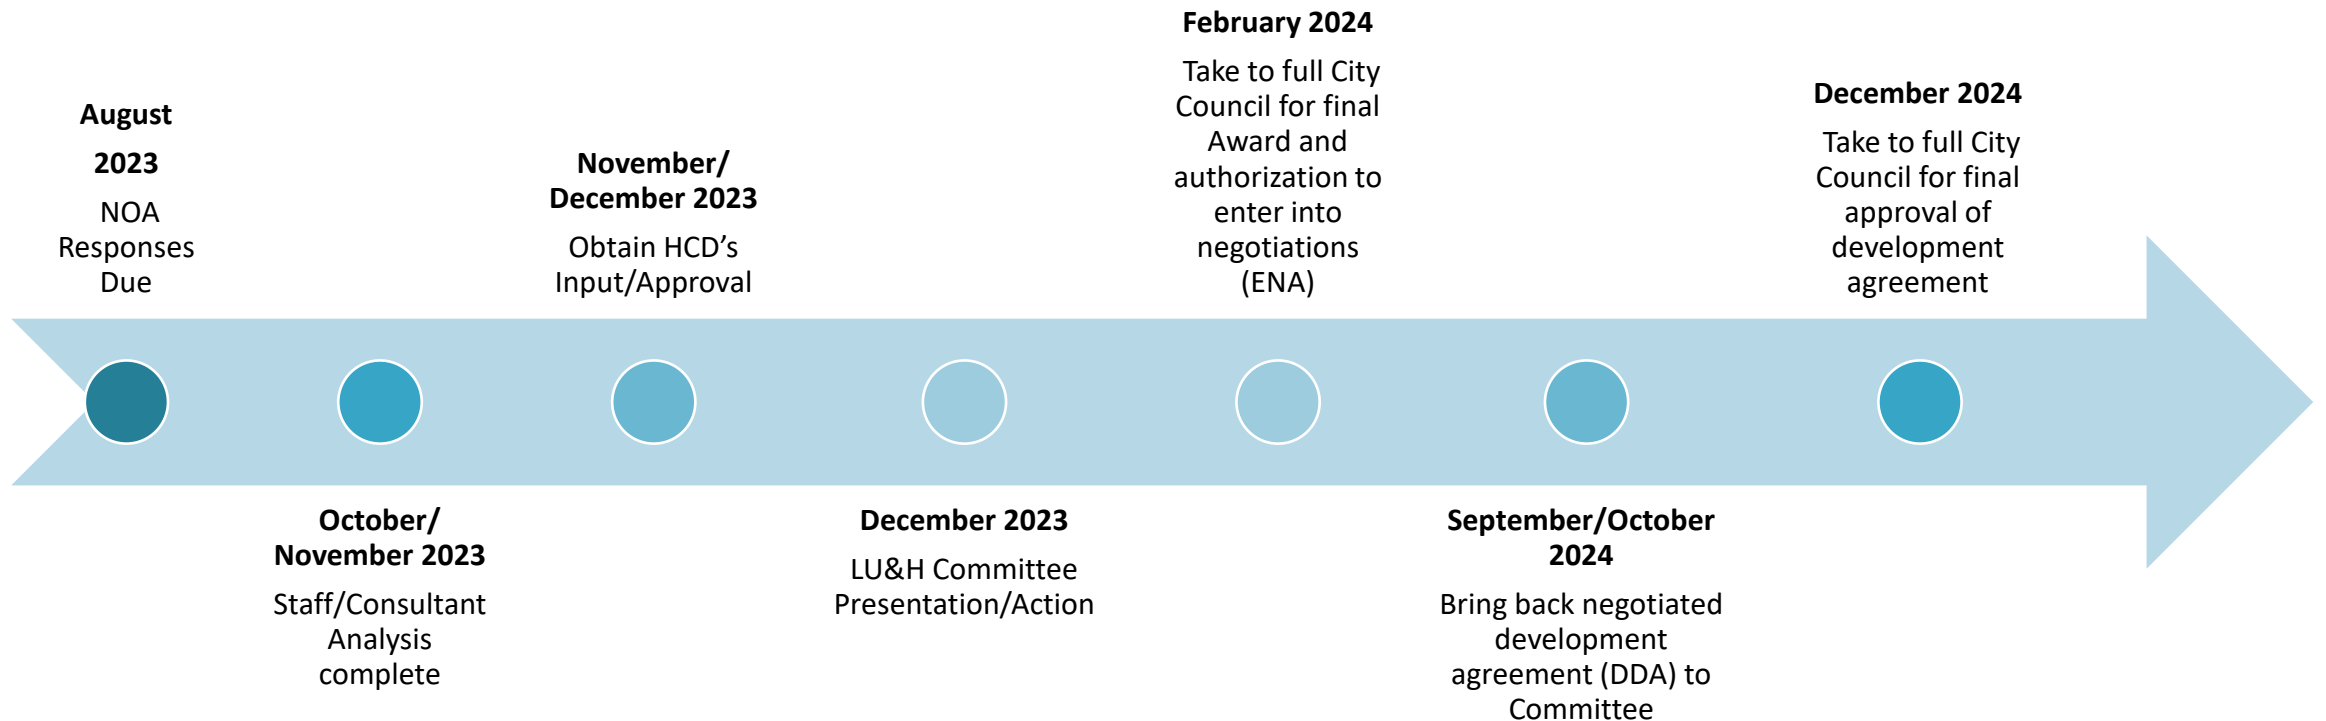 August
2023
NOA
Responses
Due
October/
November 2023
Staff/Consultant
Analysis
complete
November/
December 2023
Obtain HCD’s
Input/Approval
December 2023
LU&H Committee
Presentation/Action
February 2024
Take to full City
Council for final
Award and
authorization to
enter into
negotiations
(ENA)
September/October
2024
Bring back negotiated
development
agreement (DDA) to
Committee
December 2024
Take to full City
Council for final
approval of
development
agreement